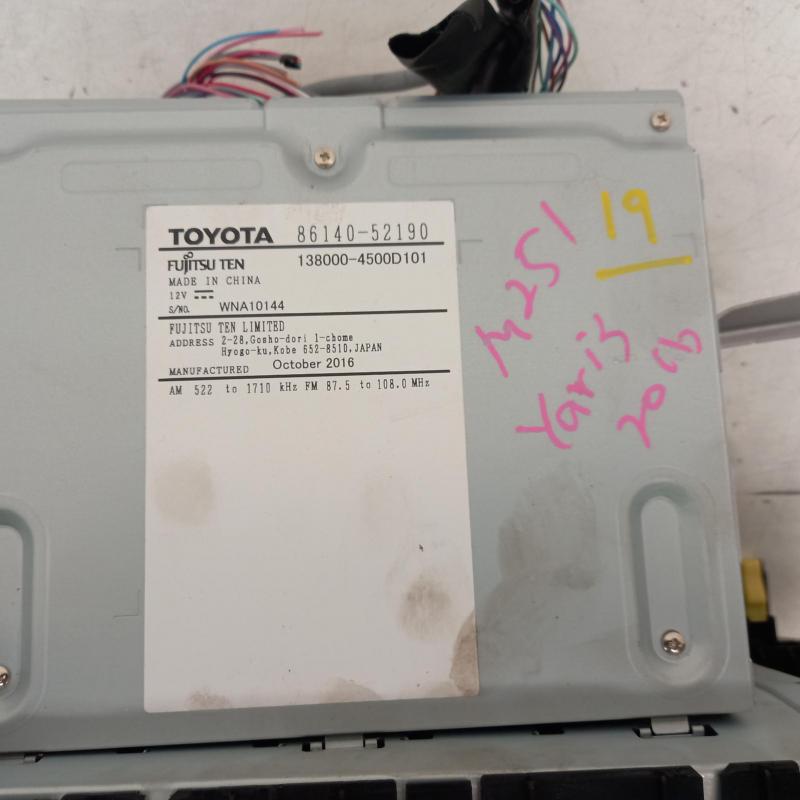 TOYOTA 86140-52190
FUJITSU TEN 138000-4500D101
MADE IN CHINA
12V
S/NO. WNA10144
FUJITSU TEN LIMITED
ADDRESS 2-28,Gosho-dori 1-chome
Hyogo-ku,Kobe 652-8510,JAPAN
MANUFACTURED October 2016
AM 522 to 1710 kHz FM 87.5 to 108.0 MHz
19
M251
Yaris